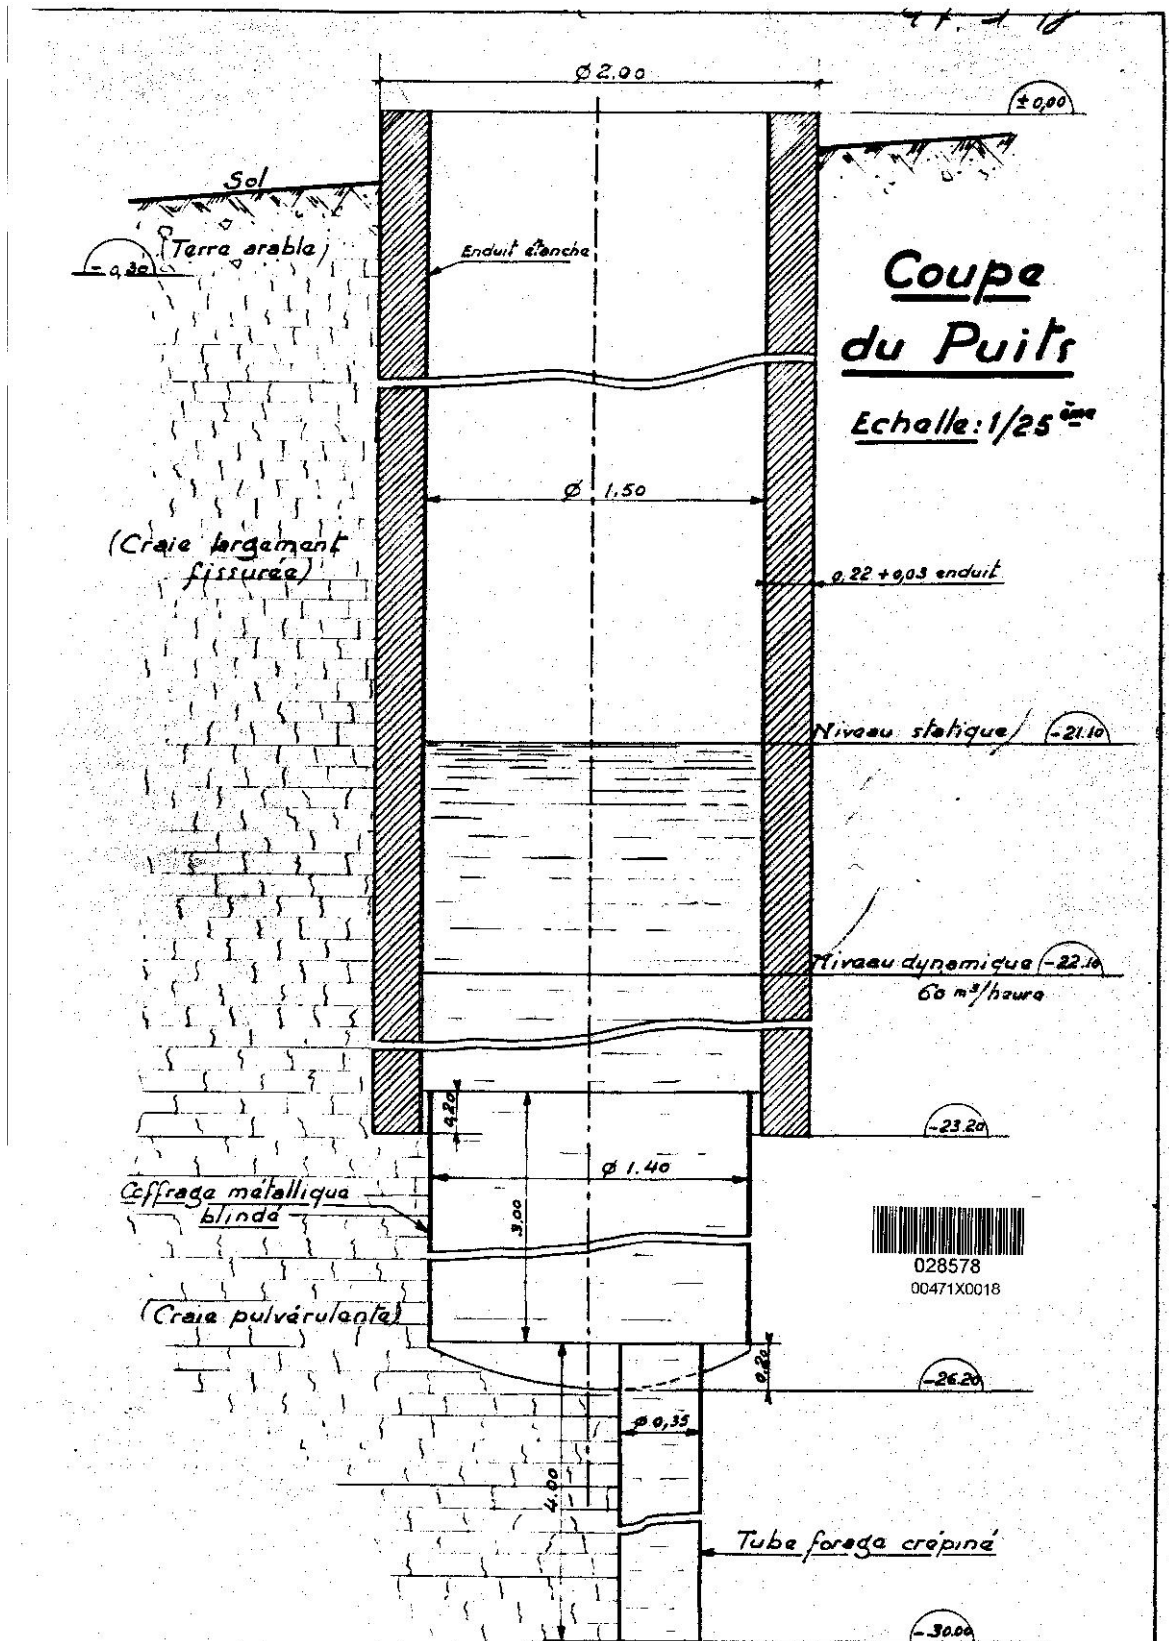 Ø 2.00
± 0,00
Sol
(Terre arable)
- 0,30
Enduit étanche
Coupe
du Puits
Echelle: 1/25 ème
Ø 1.50
(Craie largement
fissurée)
0,22 + 0,03 enduit
Niveau statique
-21.10
Niveau dynamique
-22.10
60 m³/heure
0,20
-23.20
Ø 1.40
Coffrage métallique
blindé
3.00
028578
00471X0018
(Craie pulvérulente)
0,20
-26.20
Ø 0,35
4.00
Tube forage crépiné
-30.00